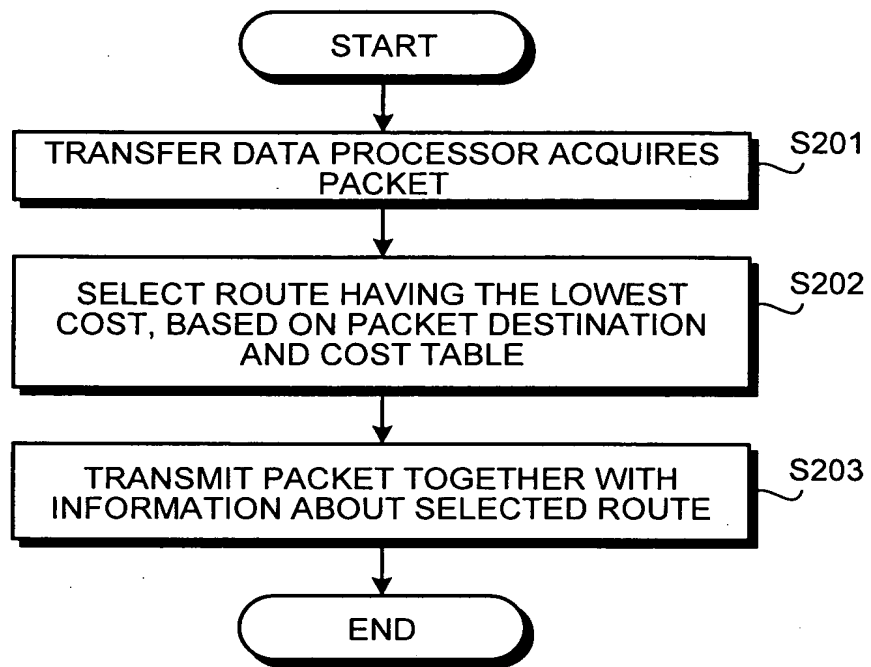 START
TRANSFER DATA PROCESSOR ACQUIRES
PACKET
S201
SELECT ROUTE HAVING THE LOWEST
COST, BASED ON PACKET DESTINATION
AND COST TABLE
S202
TRANSMIT PACKET TOGETHER WITH
INFORMATION ABOUT SELECTED ROUTE
S203
END